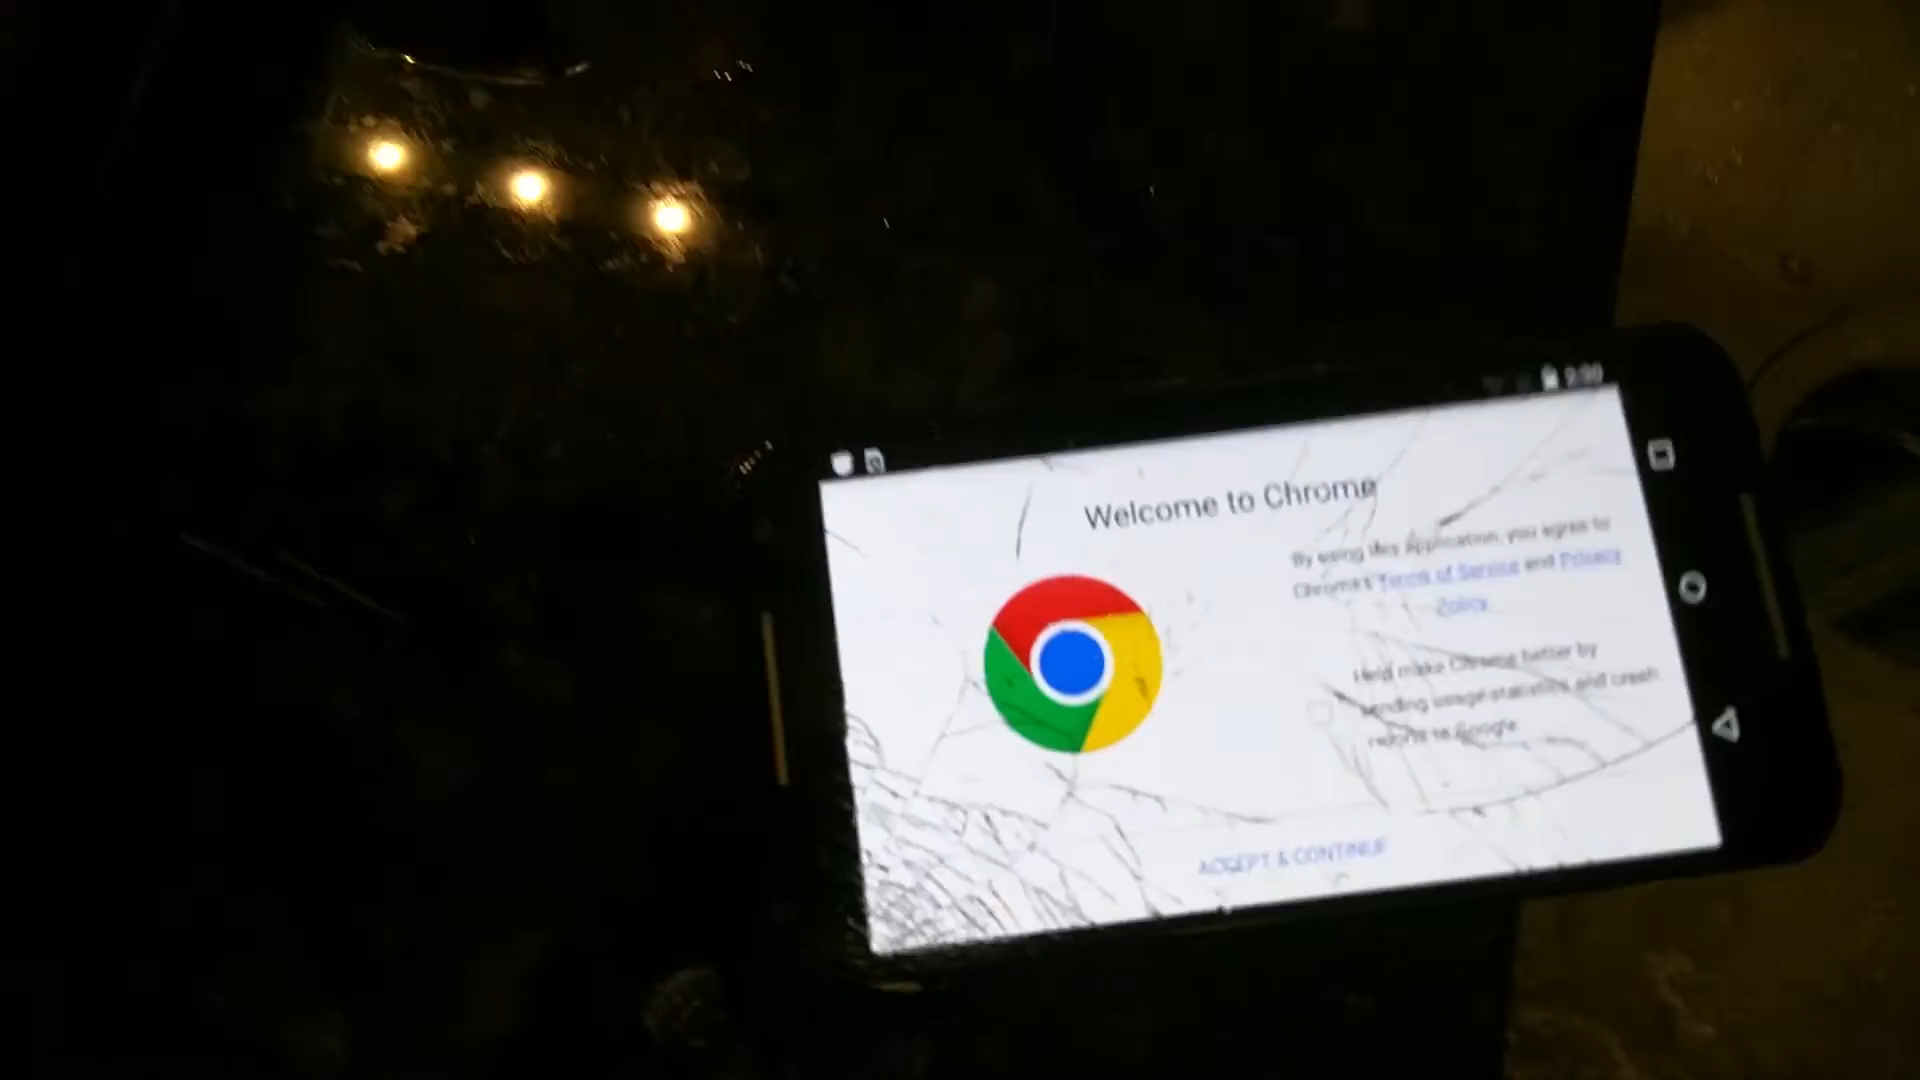 Welcome to Chrome
By using this application, you agree to
Chrome's Terms of Service and Privacy
Policy.
Help make Chrome better by
sending usage statistics and crash
reports to Google.
ACCEPT & CONTINUE